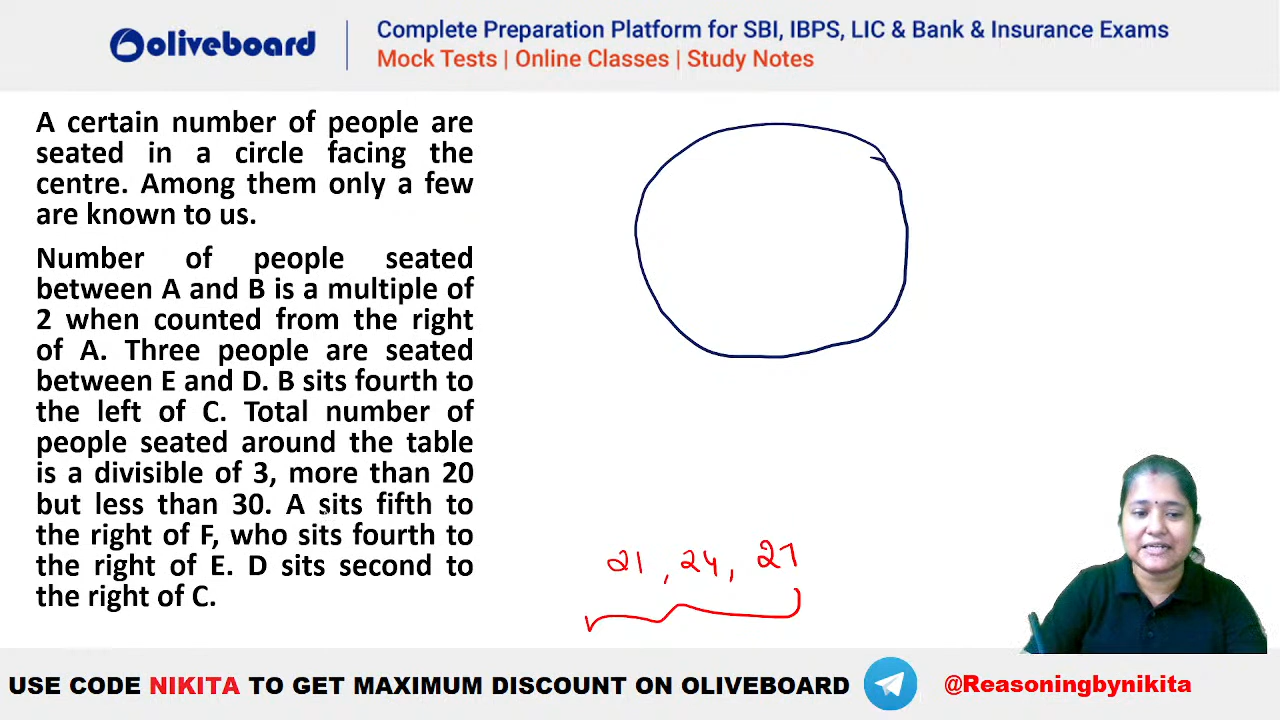 oliveboard
Complete Preparation Platform for SBI, IBPS, LIC & Bank & Insurance Exams
Mock Tests | Online Classes | Study Notes
A certain number of people are
seated in a circle facing the
centre. Among them only a few
are known to us.
Number of people seated
between A and B is a multiple of
2 when counted from the right
of A. Three people are seated
between E and D. B sits fourth to
the left of C. Total number of
people seated around the table
is a divisible of 3, more than 20
but less than 30. A sits fifth to
the right of F, who sits fourth to
the right of E. D sits second to
the right of C.
21, 24, 27
USE CODE NIKITA TO GET MAXIMUM DISCOUNT ON OLIVEBOARD
@Reasoningbynikita